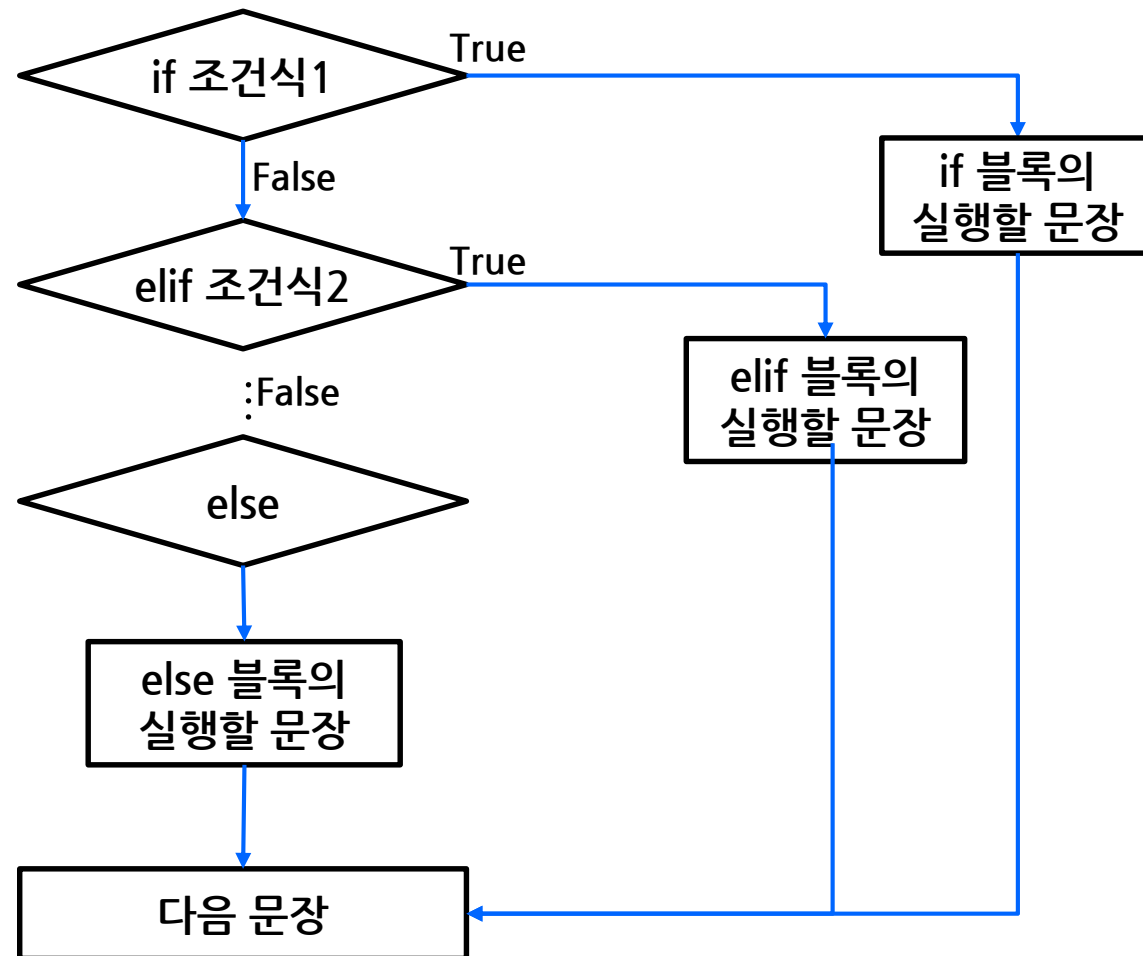 True
if 조건식1
if 블록의
실행할 문장
False
True
elif 조건식2
elif 블록의
실행할 문장
False
else
else 블록의
실행할 문장
다음 문장